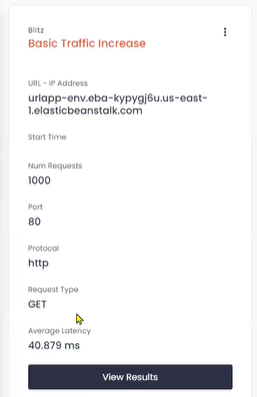 Blitz
Basic Traffic Increase
URL - IP Address
urlapp-env.eba-kypygj6u.us-east-
1.elasticbeanstalk.com
Start Time
Num Requests
1000
Port
80
Protocal
http
Request Type
GET
Average Latency
40.879 ms
View Results